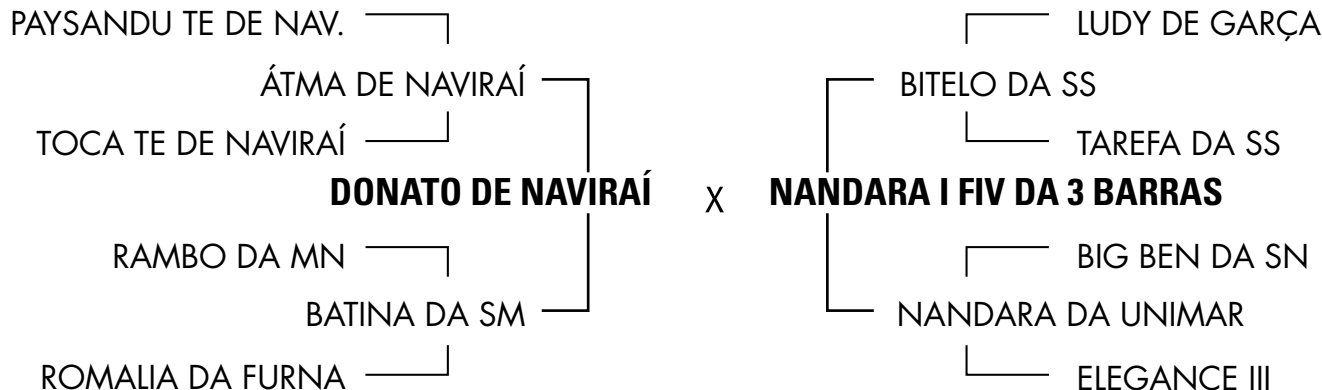 PAYSANDU TE DE NAV. LUDY DE GARÇA
ÁTMA DE NAVIRAÍ BITELO DA SS
TOCA TE DE NAVIRAÍ TAREFA DA SS
DONATO DE NAVIRAÍ X NANDARA I FIV DA 3 BARRAS
RAMBO DA MN BIG BEN DA SN
BATINA DA SM NANDARA DA UNIMAR
ROMALIA DA FURNA ELEGANCE III